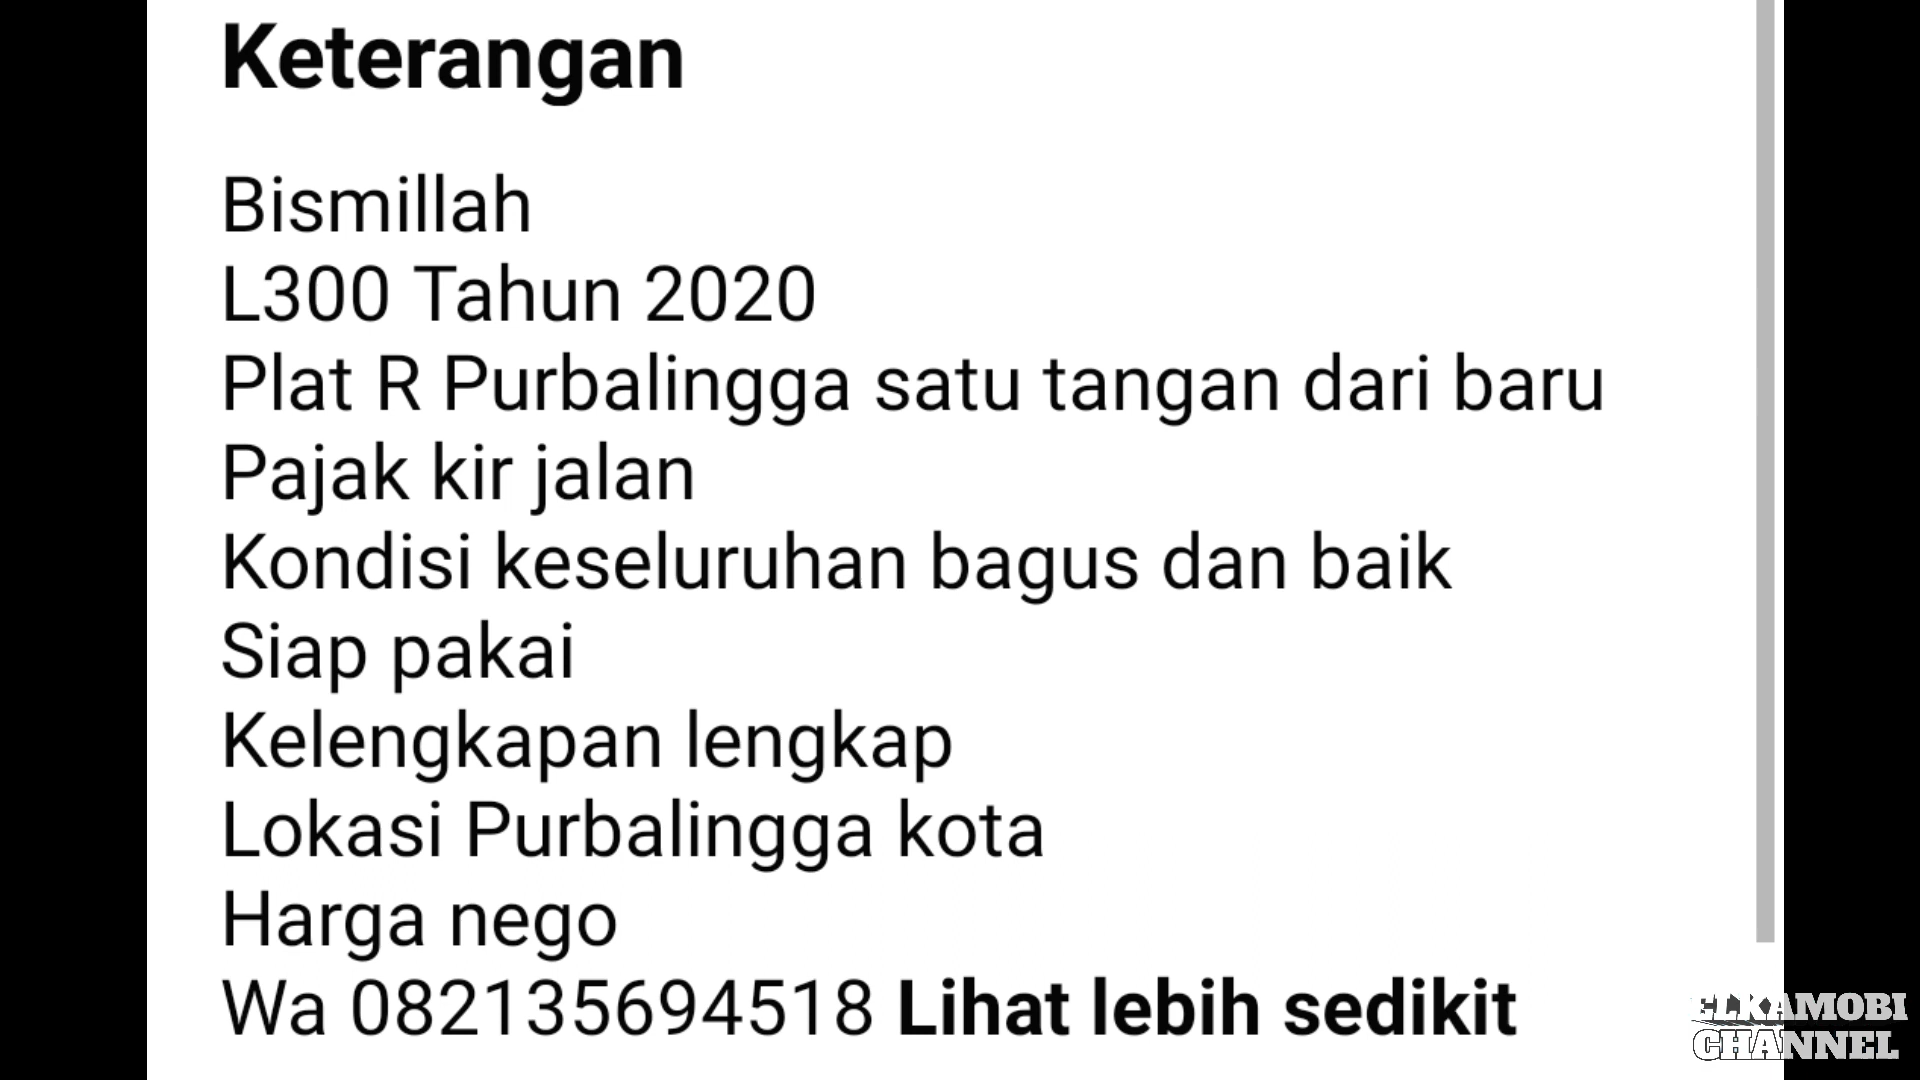 Keterangan
Bismillah
L300 Tahun 2020
Plat R Purbalingga satu tangan dari baru
Pajak kir jalan
Kondisi keseluruhan bagus dan baik
Siap pakai
Kelengkapan lengkap
Lokasi Purbalingga kota
Harga nego
Wa 082135694518 Lihat lebih sedikit
ELKAMOBI
CHANNEL